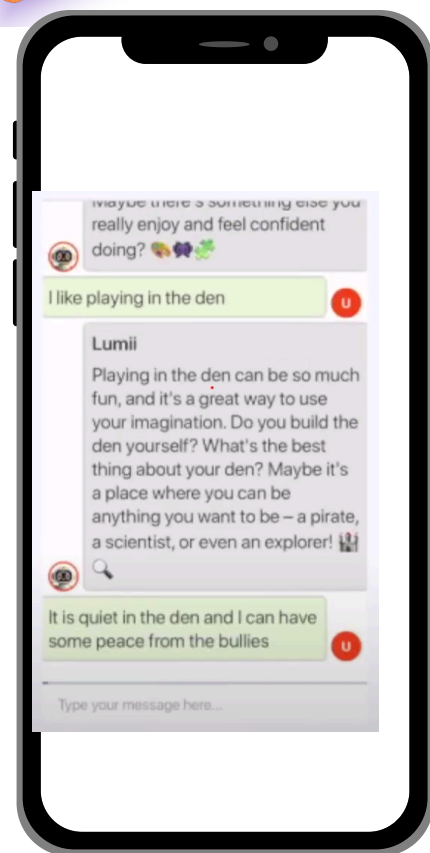 Maybe there's something else you
really enjoy and feel confident
doing? 🎨🎮🧩
I like playing in the den
U
Lumii
Playing in the den can be so much
fun, and it's a great way to use
your imagination. Do you build the
den yourself? What's the best
thing about your den? Maybe it's
a place where you can be
anything you want to be – a pirate,
a scientist, or even an explorer! 🏰
🔍
It is quiet in the den and I can have
some peace from the bullies
U
Type your message here...